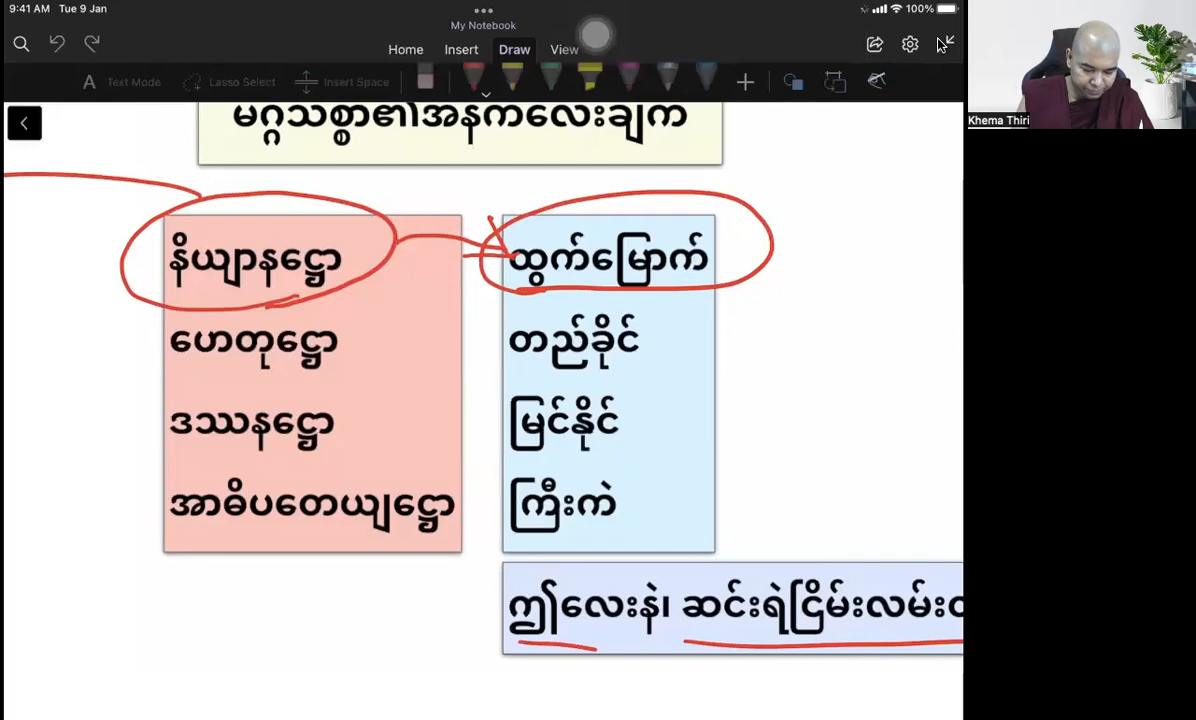 9:41 AM Tue 9 Jan
100%
My Notebook
Home Insert Draw View
Text Mode Lasso Select Insert Space
Khema Thiri
မဂ္ဂသစ္စာ၏အနက်လေးချက်
နိယျာနဋ္ဌော ထွက်မြောက်
ဟေတုဋ္ဌော တည်ခိုင်
ဒဿနဋ္ဌော မြင်နိုင်
အာဓိပတေယျဋ္ဌော ကြီးကဲ
ဤလေးနဲ၊ ဆင်းရဲငြိမ်းလမ်း